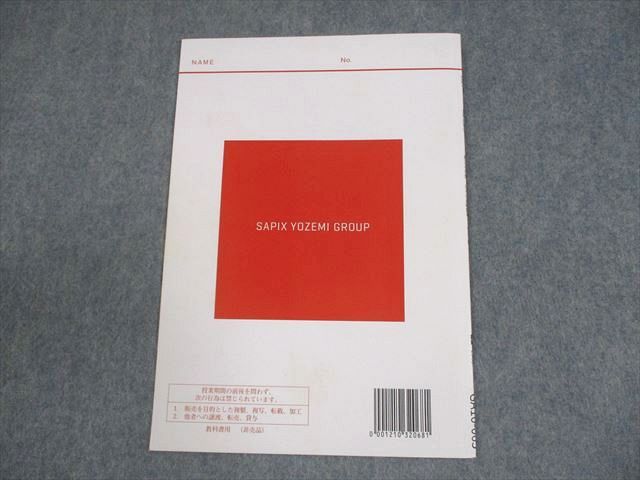 NAME No.
SAPIX YOZEMI GROUP
授業期間の前後を問わず、
次の行為は禁じられています。
1. 販売を目的とした複製、複写、転載、加工
2. 他者への譲渡、転売、貸与
教科書用 (非売品)
0 001210 320681